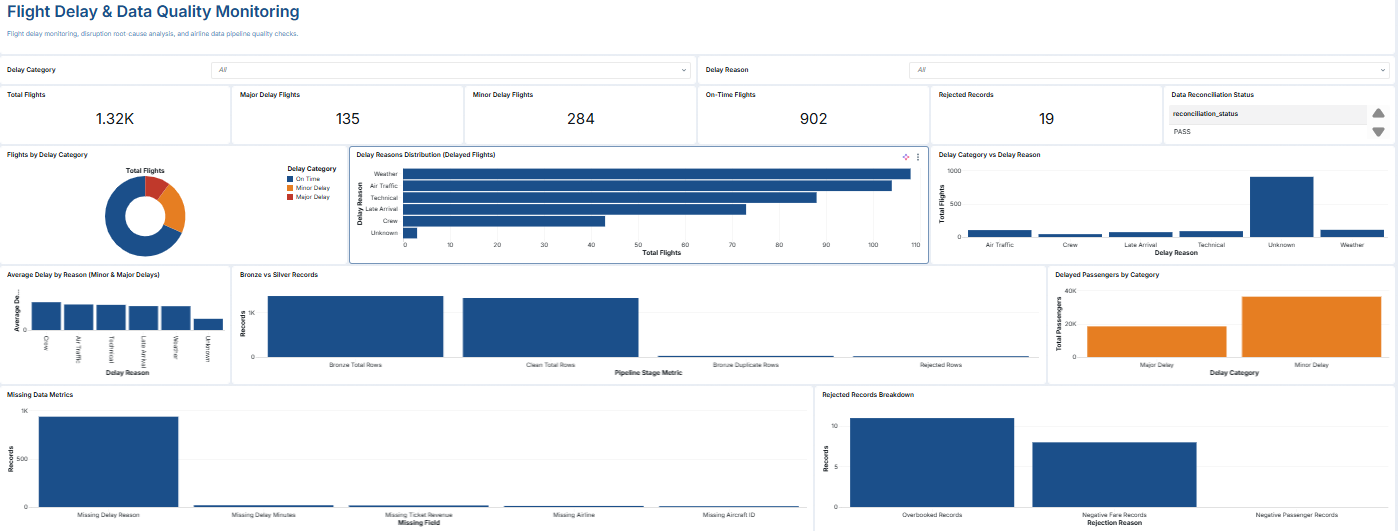 Flight Delay & Data Quality Monitoring
Flight delay monitoring, disruption root-cause analysis, and airline data pipeline quality checks.
Delay Category
All
Delay Reason
All
Total Flights
1.32K
Major Delay Flights
135
Minor Delay Flights
284
On-Time Flights
902
Rejected Records
19
Data Reconciliation Status
reconciliation_status
PASS
Flights by Delay Category
Total Flights
Delay Category
On Time
Minor Delay
Major Delay
Delay Reasons Distribution (Delayed Flights)
Delay Reason
Weather
Air Traffic
Technical
Late Arrival
Crew
Unknown
0 10 20 30 40 50 60 70 80 90 100 110
Total Flights
Delay Category vs Delay Reason
Total Flights
1000
500
0
Air Traffic Crew Late Arrival Technical Unknown Weather
Delay Reason
Average Delay by Reason (Minor & Major Delays)
Average De...
0
Crew
Air Traffic
Technical
Late Arrival
Weather
Unknown
Delay Reason
Bronze vs Silver Records
Records
1K
0
Bronze Total Rows Clean Total Rows Bronze Duplicate Rows Rejected Rows
Pipeline Stage Metric
Delayed Passengers by Category
Total Passengers
40K
20K
0
Major Delay Minor Delay
Delay Category
Missing Data Metrics
Records
1K
500
0
Missing Delay Reason Missing Delay Minutes Missing Ticket Revenue Missing Airline Missing Aircraft ID
Missing Field
Rejected Records Breakdown
Records
10
5
0
Overbooked Records Negative Fare Records Negative Passenger Records
Rejection Reason